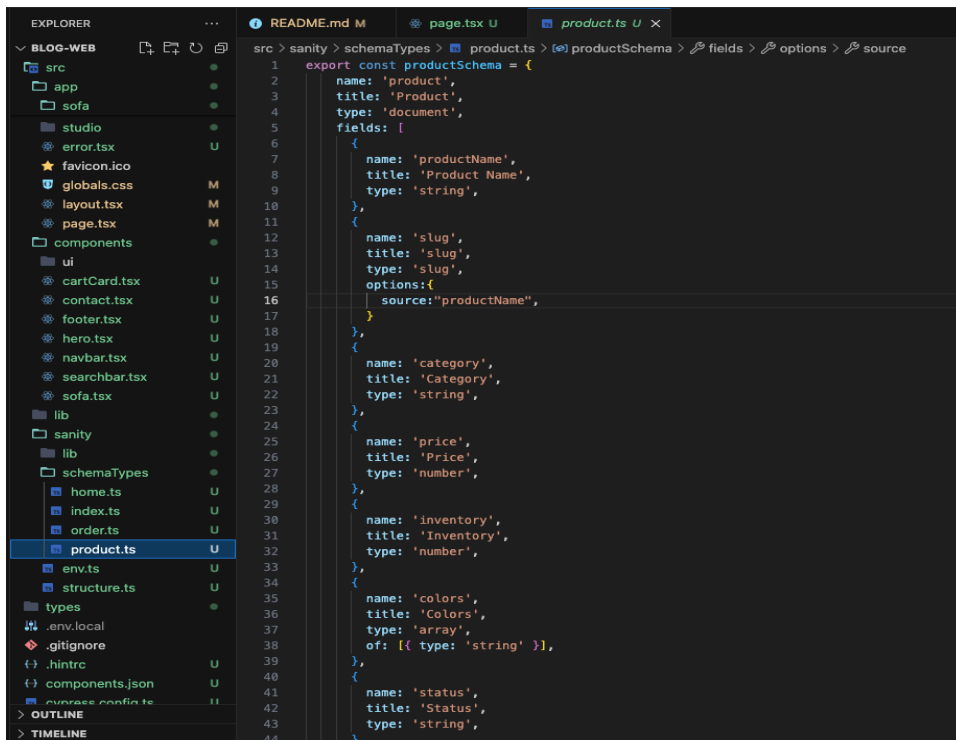 EXPLORER
···
README.md M
page.tsx U
product.ts U
BLOG-WEB
src > sanity > schemaTypes > product.ts > productSchema > fields > options > source
src
app
sofa
studio
error.tsx U
favicon.ico
globals.css M
layout.tsx M
page.tsx M
components
ui
cartCard.tsx U
contact.tsx U
footer.tsx U
hero.tsx U
navbar.tsx U
searchbar.tsx U
sofa.tsx U
lib
sanity
lib
schemaTypes
home.ts U
index.ts U
order.ts U
product.ts U
env.ts U
structure.ts U
types
.env.local
.gitignore
.hintrc U
components.json U
cypress.config.ts U
OUTLINE
TIMELINE
1 export const productSchema = {
2 name: 'product',
3 title: 'Product',
4 type: 'document',
5 fields: [
6 {
7 name: 'productName',
8 title: 'Product Name',
9 type: 'string',
10 },
11 {
12 name: 'slug',
13 title: 'slug',
14 type: 'slug',
15 options:{
16 source:"productName",
17 }
18 },
19 {
20 name: 'category',
21 title: 'Category',
22 type: 'string',
23 },
24 {
25 name: 'price',
26 title: 'Price',
27 type: 'number',
28 },
29 {
30 name: 'inventory',
31 title: 'Inventory',
32 type: 'number',
33 },
34 {
35 name: 'colors',
36 title: 'Colors',
37 type: 'array',
38 of: [{ type: 'string' }],
39 },
40 {
41 name: 'status',
42 title: 'Status',
43 type: 'string',
44 }